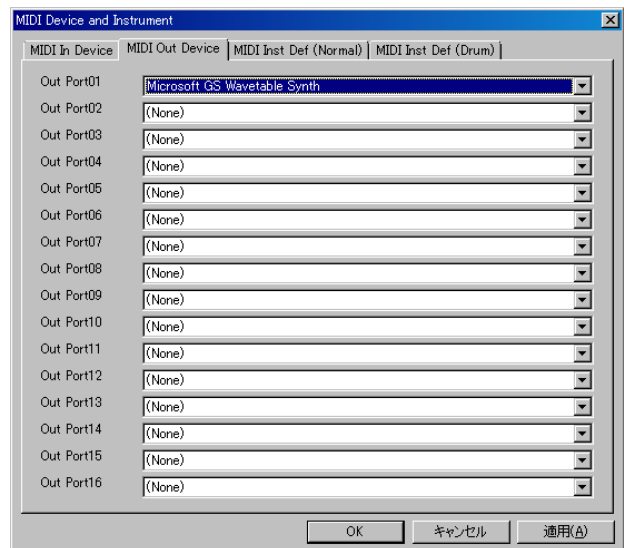 MIDI Device and Instrument
MIDI In Device MIDI Out Device MIDI Inst Def (Normal) MIDI Inst Def (Drum)
Out Port01 Microsoft GS Wavetable Synth
Out Port02 (None)
Out Port03 (None)
Out Port04 (None)
Out Port05 (None)
Out Port06 (None)
Out Port07 (None)
Out Port08 (None)
Out Port09 (None)
Out Port10 (None)
Out Port11 (None)
Out Port12 (None)
Out Port13 (None)
Out Port14 (None)
Out Port15 (None)
Out Port16 (None)
OK キャンセル 適用(A)